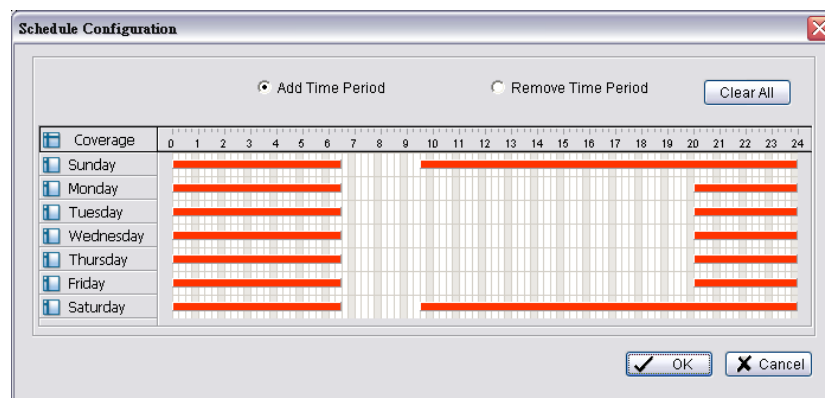 Schedule Configuration
Add Time Period Remove Time Period Clear All
Coverage 0 1 2 3 4 5 6 7 8 9 10 11 12 13 14 15 16 17 18 19 20 21 22 23 24
Sunday
Monday
Tuesday
Wednesday
Thursday
Friday
Saturday
OK Cancel